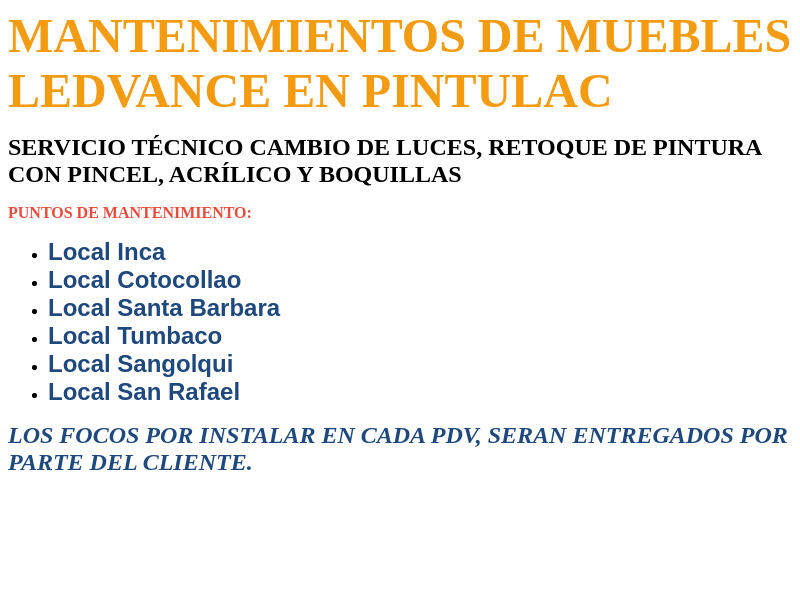 MANTENIMIENTOS DE MUEBLES
LEDVANCE EN PINTULAC
SERVICIO TÉCNICO CAMBIO DE LUCES, RETOQUE DE PINTURA
CON PINCEL, ACRÍLICO Y BOQUILLAS
PUNTOS DE MANTENIMIENTO:
• Local Inca
• Local Cotocollao
• Local Santa Barbara
• Local Tumbaco
• Local Sangolqui
• Local San Rafael
LOS FOCOS POR INSTALAR EN CADA PDV, SERAN ENTREGADOS POR
PARTE DEL CLIENTE.